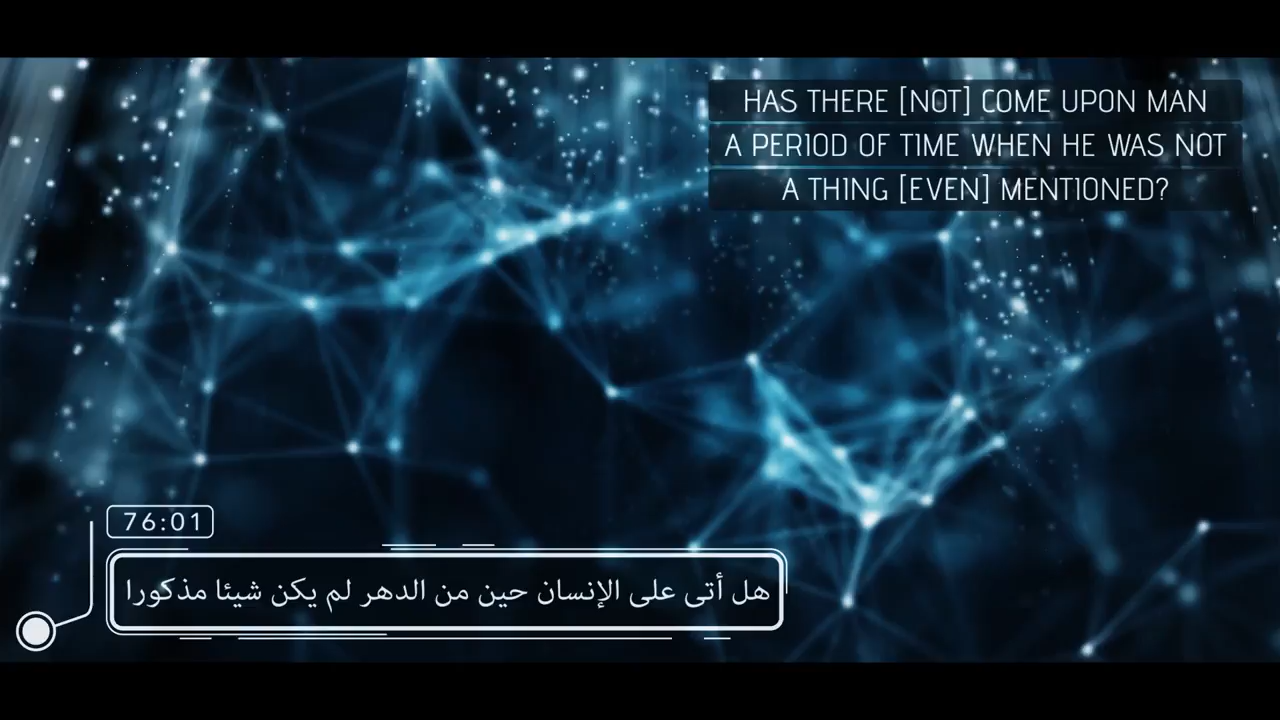 HAS THERE [NOT] COME UPON MAN
A PERIOD OF TIME WHEN HE WAS NOT
A THING [EVEN] MENTIONED?
76:01
هل أتى على الإنسان حين من الدهر لم يكن شيئا مذكورا